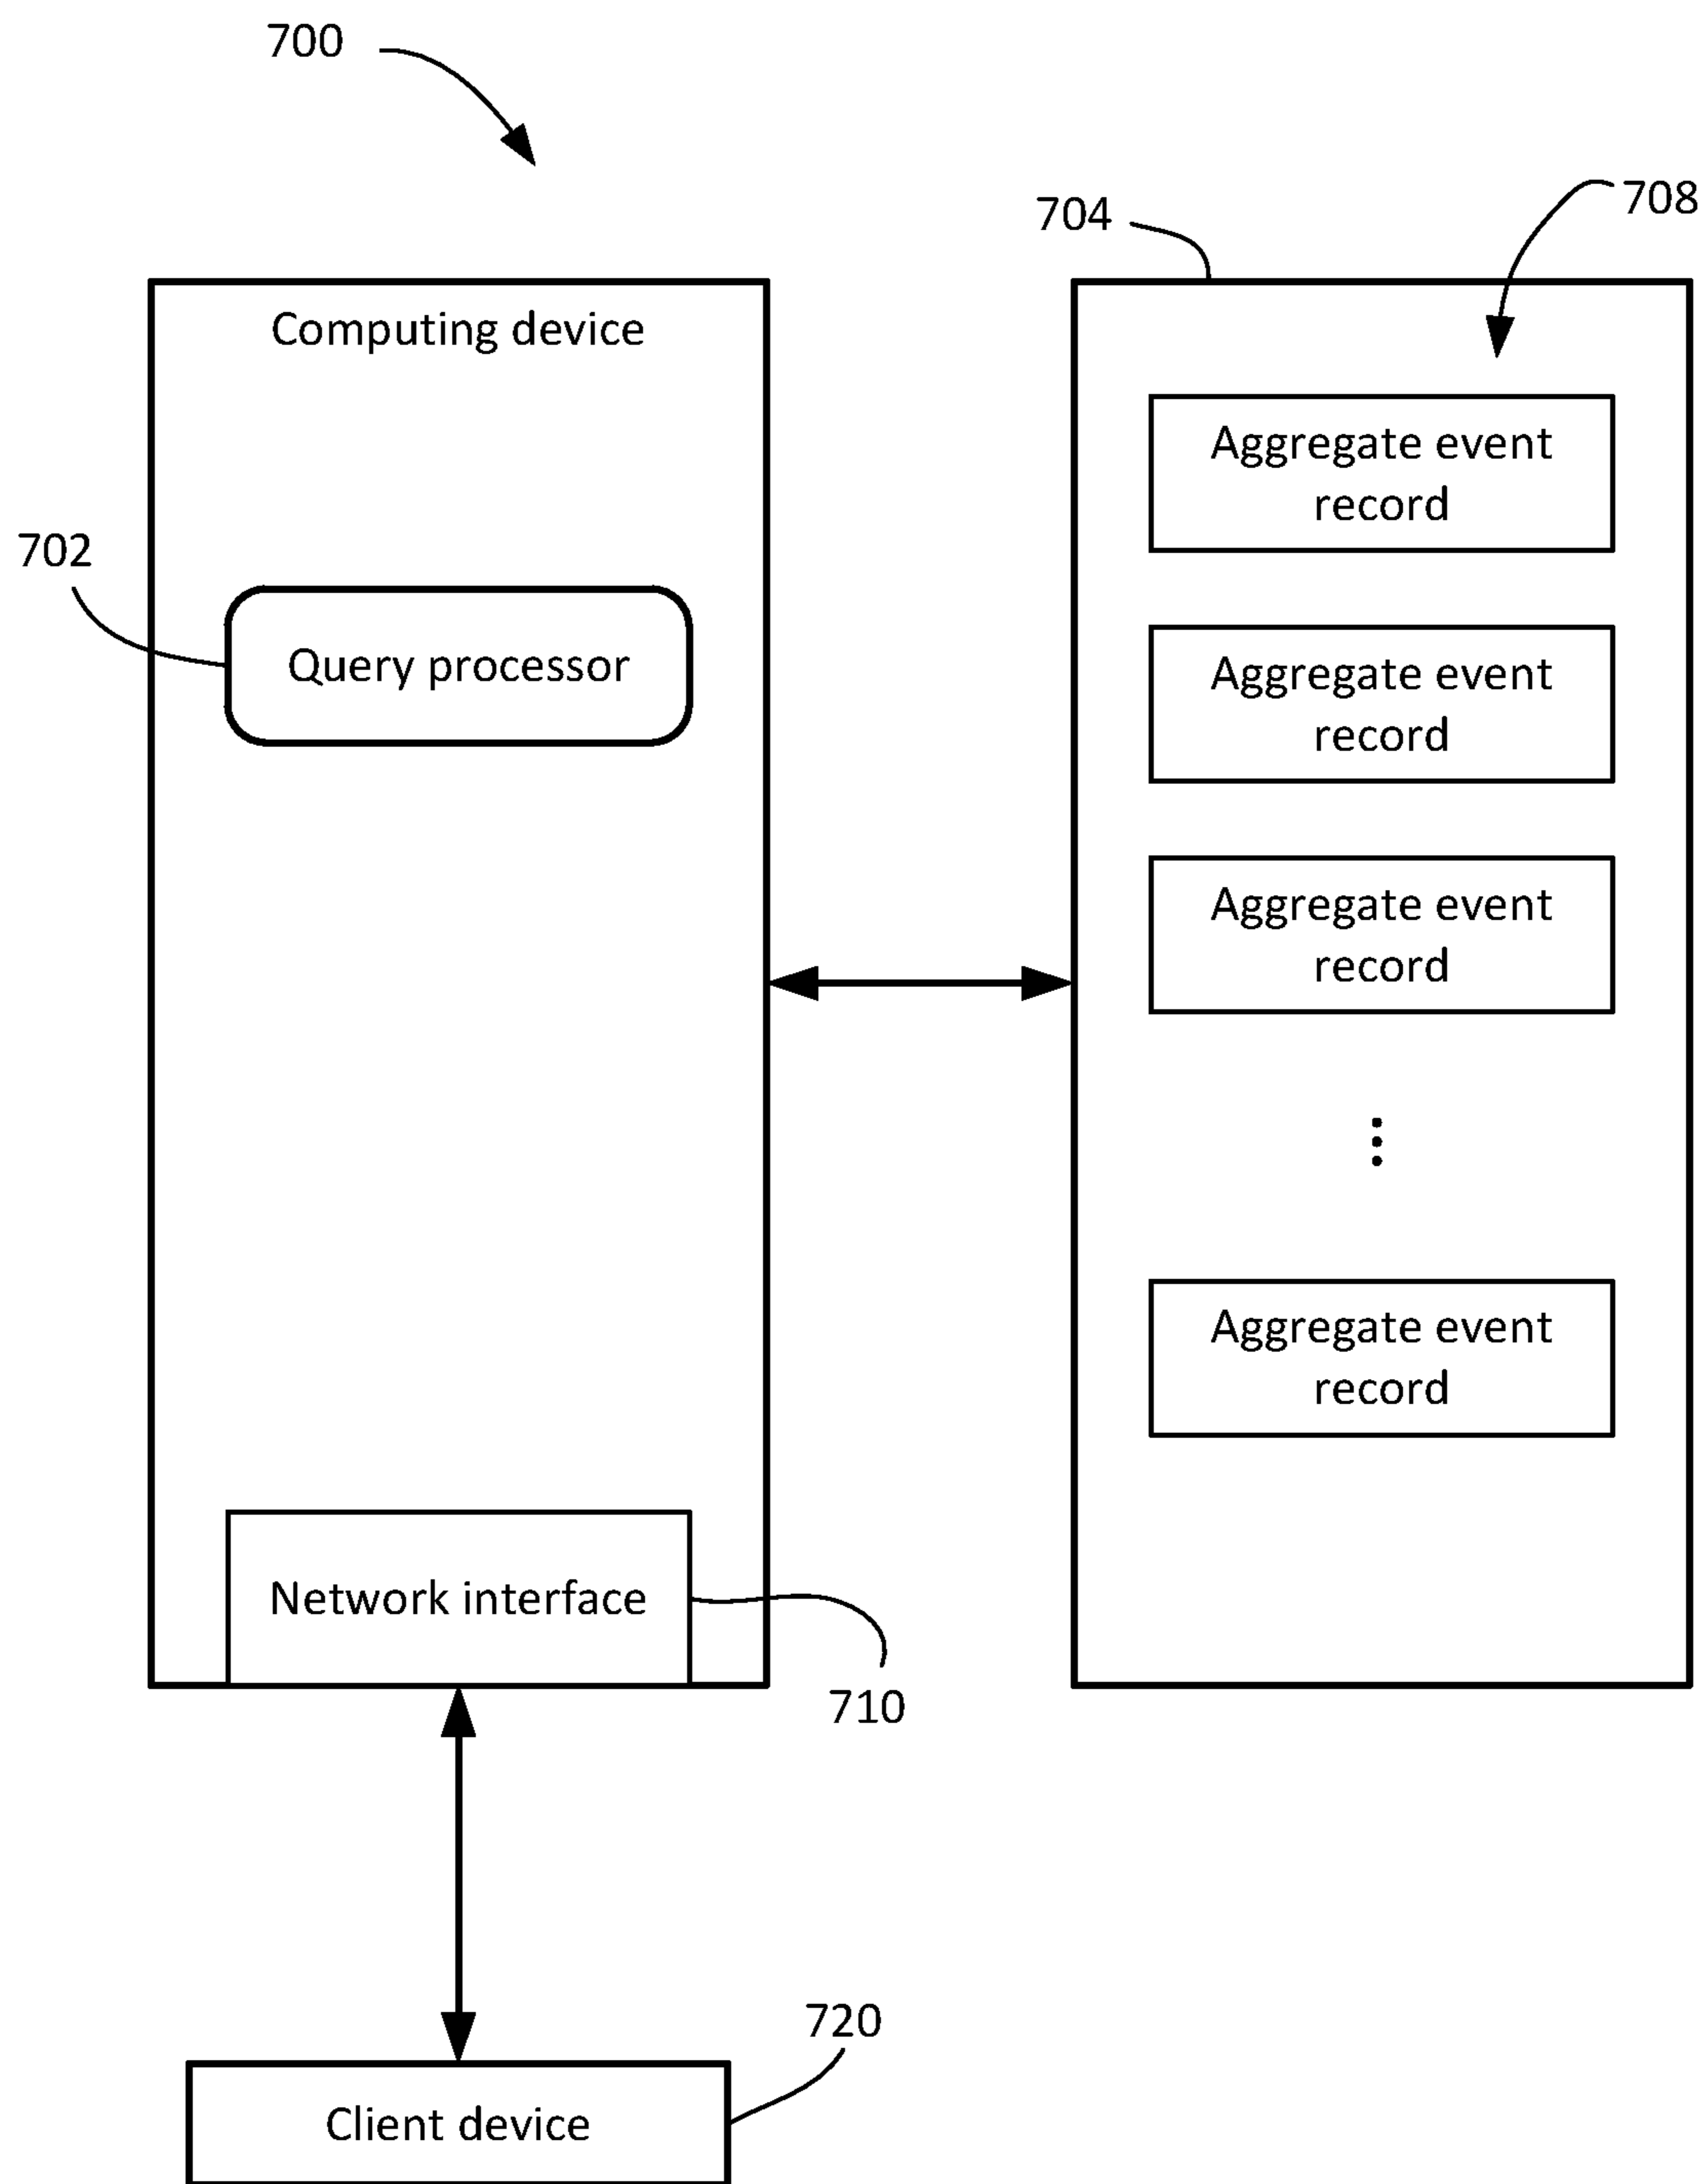 700
704
708
Computing device
Aggregate event
record
702
Query processor
Aggregate event
record
Aggregate event
record
Aggregate event
record
Network interface
710
720
Client device